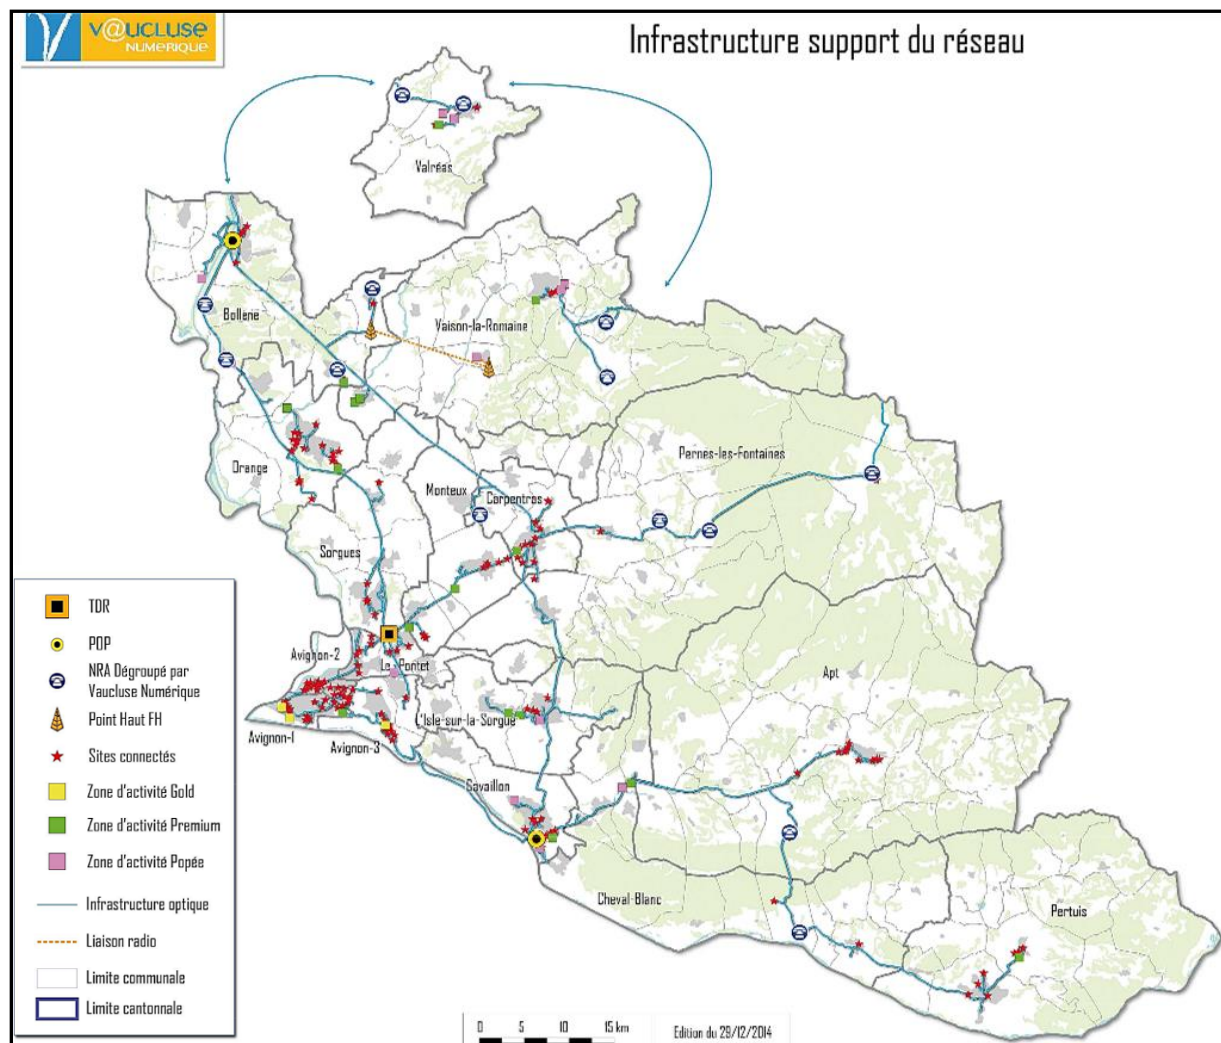 V@UCLUSE
NUMERIQUE
Infrastructure support du réseau
Valréas
Bollene
Vaison-la-Romaine
Pernes-les-Fontaines
Orange
Monteux
Carpentras
Sorgues
Avignon-2
Le Pontet
Apt
L'Isle-sur-la-Sorgue
Avignon-1
Avignon-3
Cavaillon
Cheval-Blanc
Pertuis
TDR
POP
NRA Dégroupé par
Vaucluse Numérique
Point Haut FH
Sites connectés
Zone d'activité Gold
Zone d'activité Premium
Zone d'activité Popée
Infrastructure optique
Liaison radio
Limite communale
Limite cantonnale
0 5 10 15 km
Edition du 29/12/2014